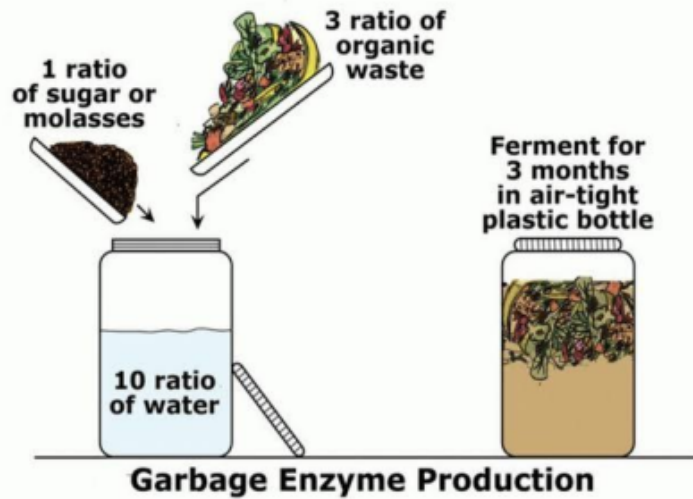 3 ratio of
organic
waste
1 ratio
of sugar or
molasses
Ferment for
3 months
in air-tight
plastic bottle
10 ratio
of water
Garbage Enzyme Production